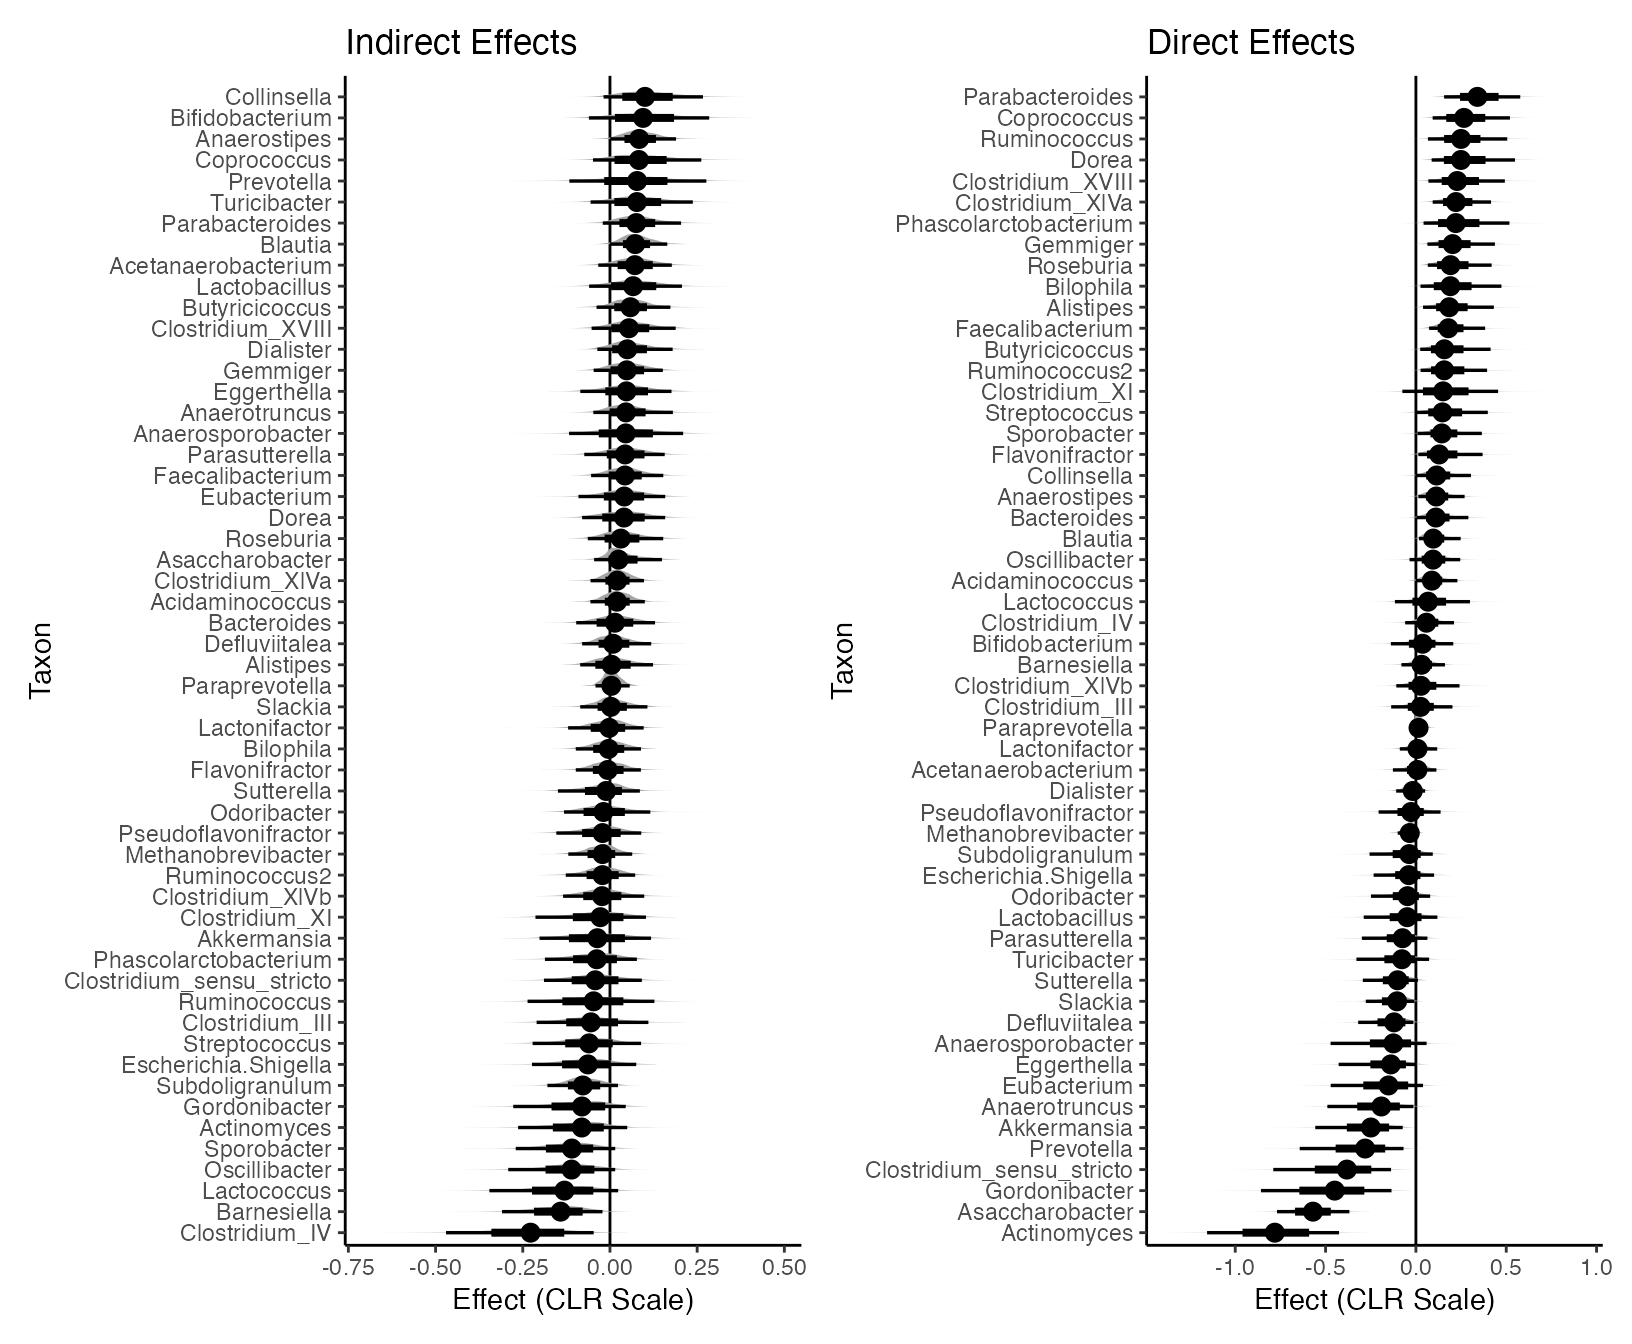 Indirect Effects
Taxon
Collinsella
Bifidobacterium
Anaerostipes
Coprococcus
Prevotella
Turicibacter
Parabacteroides
Blautia
Acetanaerobacterium
Lactobacillus
Butyricicoccus
Clostridium_XVIII
Dialister
Gemmiger
Eggerthella
Anaerotruncus
Anaerosporobacter
Parasutterella
Faecalibacterium
Eubacterium
Dorea
Roseburia
Asaccharobacter
Clostridium_XIVa
Acidaminococcus
Bacteroides
Defluviitalea
Alistipes
Paraprevotella
Slackia
Lactonifactor
Bilophila
Flavonifractor
Sutterella
Odoribacter
Pseudoflavonifractor
Methanobrevibacter
Ruminococcus2
Clostridium_XIVb
Clostridium_XI
Akkermansia
Phascolarctobacterium
Clostridium_sensu_stricto
Ruminococcus
Clostridium_III
Streptococcus
Escherichia.Shigella
Subdoligranulum
Gordonibacter
Actinomyces
Sporobacter
Oscillibacter
Lactococcus
Barnesiella
Clostridium_IV
-0.75 -0.50 -0.25 0.00 0.25 0.50
Effect (CLR Scale)
Direct Effects
Taxon
Parabacteroides
Coprococcus
Ruminococcus
Dorea
Clostridium_XVIII
Clostridium_XIVa
Phascolarctobacterium
Gemmiger
Roseburia
Bilophila
Alistipes
Faecalibacterium
Butyricicoccus
Ruminococcus2
Clostridium_XI
Streptococcus
Sporobacter
Flavonifractor
Collinsella
Anaerostipes
Bacteroides
Blautia
Oscillibacter
Acidaminococcus
Lactococcus
Clostridium_IV
Bifidobacterium
Barnesiella
Clostridium_XIVb
Clostridium_III
Paraprevotella
Lactonifactor
Acetanaerobacterium
Dialister
Pseudoflavonifractor
Methanobrevibacter
Subdoligranulum
Escherichia.Shigella
Odoribacter
Lactobacillus
Parasutterella
Turicibacter
Sutterella
Slackia
Defluviitalea
Anaerosporobacter
Eggerthella
Eubacterium
Anaerotruncus
Akkermansia
Prevotella
Clostridium_sensu_stricto
Gordonibacter
Asaccharobacter
Actinomyces
-1.0 -0.5 0.0 0.5 1.0
Effect (CLR Scale)